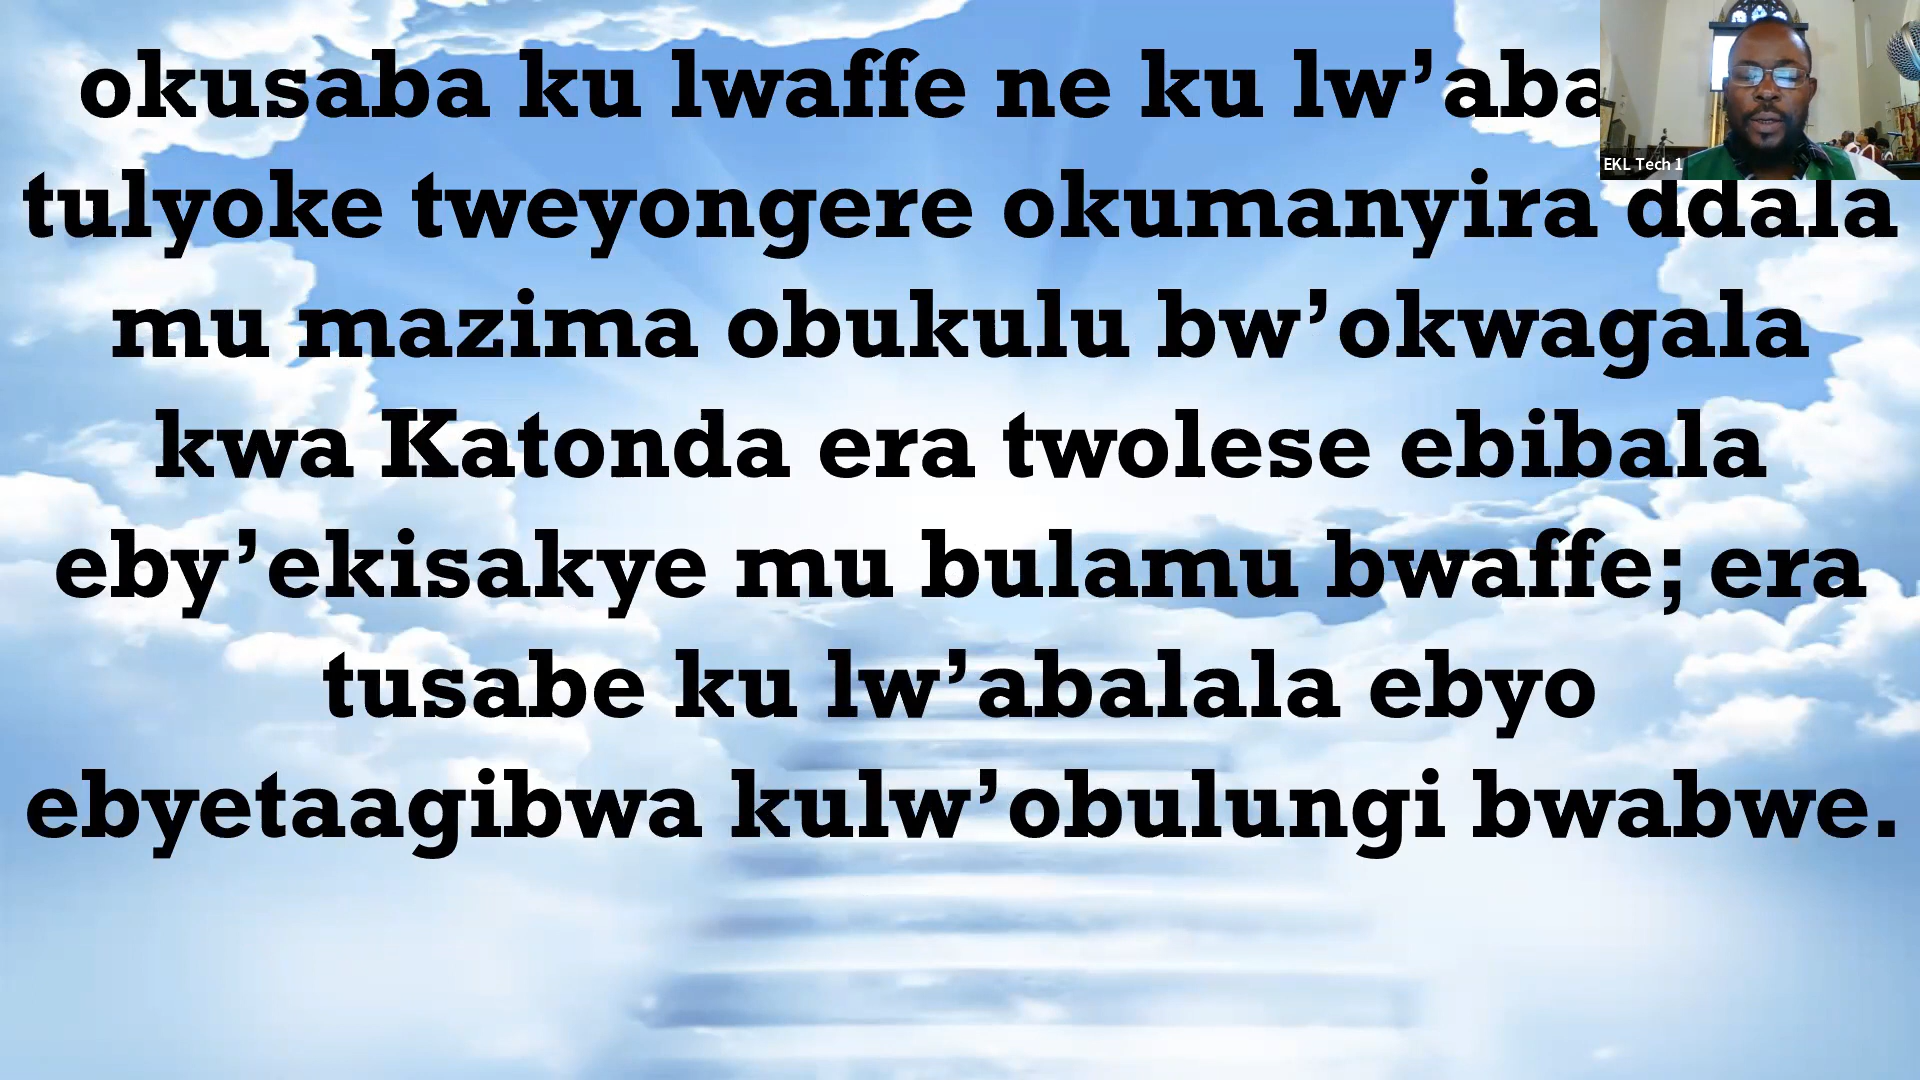 okusaba ku lwaffe ne ku lw’
EKL Tech 1
tulyoke tweyongere okumanyira ddala
mu mazima obukulu bw’okwagala
kwa Katonda era twolese ebibala
eby’ekisakye mu bulamu bwaffe; era
tusabe ku lw’abalala ebyo
ebyetaagibwa kulw’obulungi bwabwe.